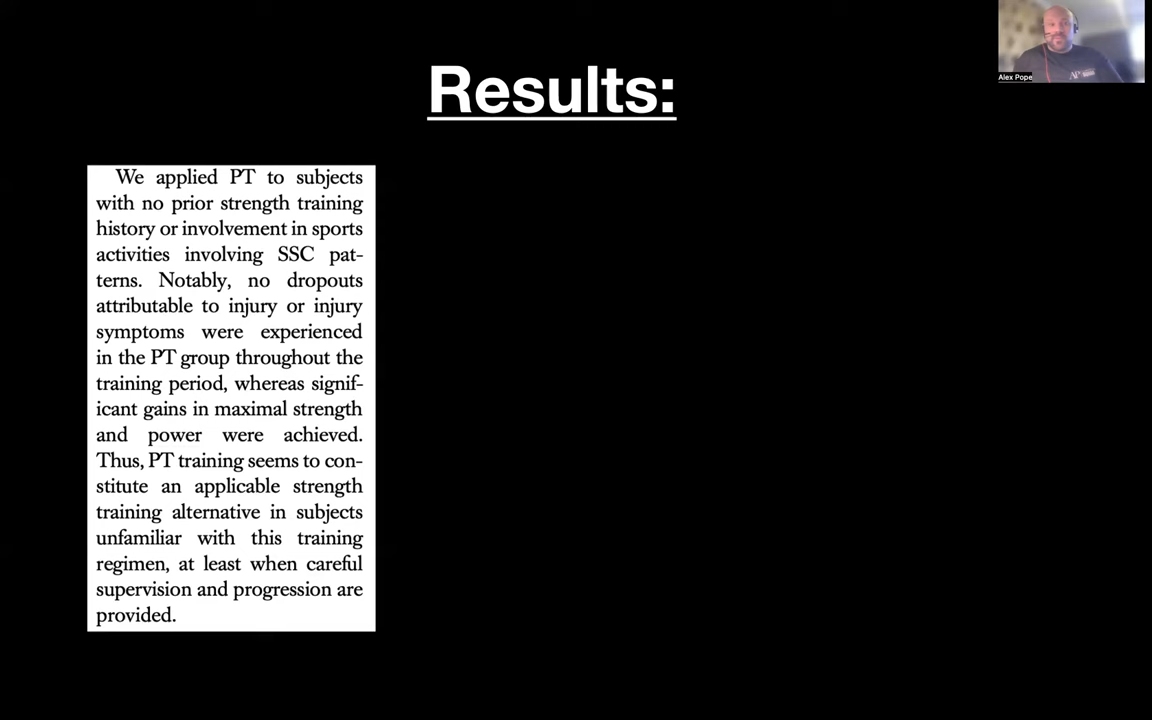 Alex Pope
Results:
We applied PT to subjects
with no prior strength training
history or involvement in sports
activities involving SSC pat-
terns. Notably, no dropouts
attributable to injury or injury
symptoms were experienced
in the PT group throughout the
training period, whereas signif-
icant gains in maximal strength
and power were achieved.
Thus, PT training seems to con-
stitute an applicable strength
training alternative in subjects
unfamiliar with this training
regimen, at least when careful
supervision and progression are
provided.